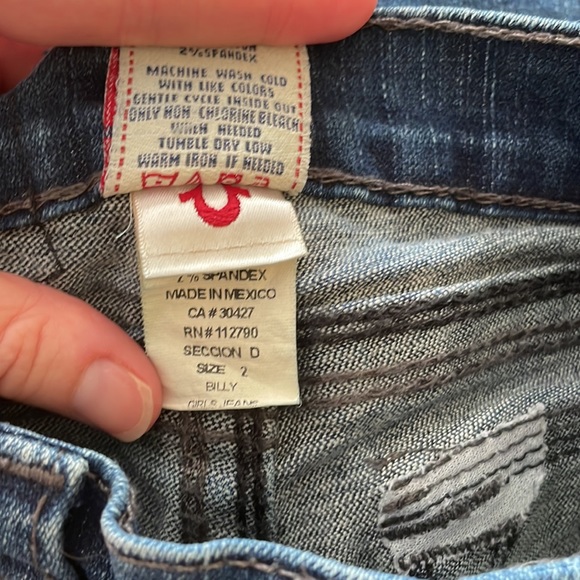 2% SPANDEX
MACHINE WASH COLD
WITH LIKE COLORS
GENTLE CYCLE INSIDE OUT
ONLY NON-CHLORINE BLEACH
WHEN NEEDED
TUMBLE DRY LOW
WARM IRON IF NEEDED
2% SPANDEX
MADE IN MEXICO
CA # 30427
RN# 112790
SECCION D
SIZE 2
BILLY
GIRLS JEANS